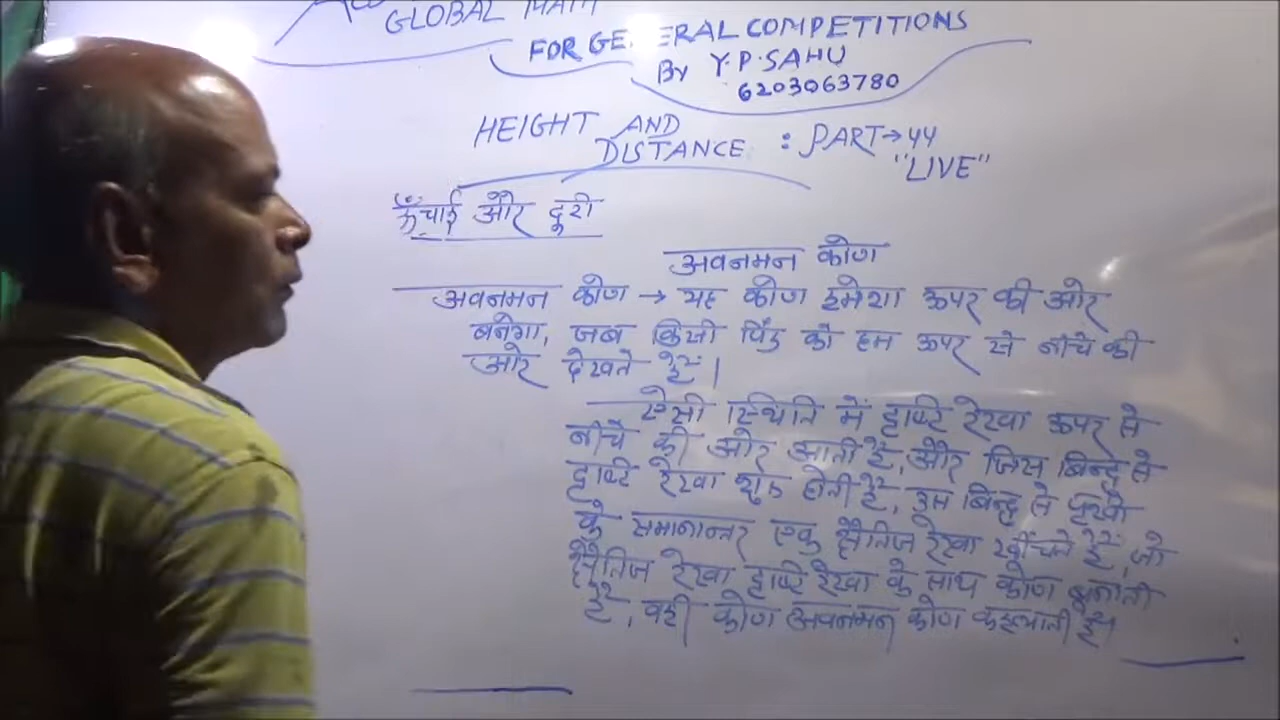 GLOBAL MATH
FOR GENERAL COMPETITIONS
BY Y.P.SAHU
6203063780
HEIGHT AND
DISTANCE : PART→44
"LIVE"
ऊँचाई और दूरी
अवनमन कोण
अवनमन कोण → यह कोण हमेशा ऊपर की ओर
बनेगा, जब किसी पिंड को हम ऊपर से नीचे की
ओर देखते हैं।
ऐसी स्थिति में दृष्टि रेखा ऊपर से
नीचे की ओर आती है, और जिस बिन्दु से
दृष्टि रेखा शुरू होती है, उस बिन्दु से पृथ्वी
के समानान्तर एक क्षैतिज रेखा खींचते हैं, जो
क्षैतिज रेखा दृष्टि रेखा के साथ कोण बनाती
है, वही कोण अवनमन कोण कहलाती है।